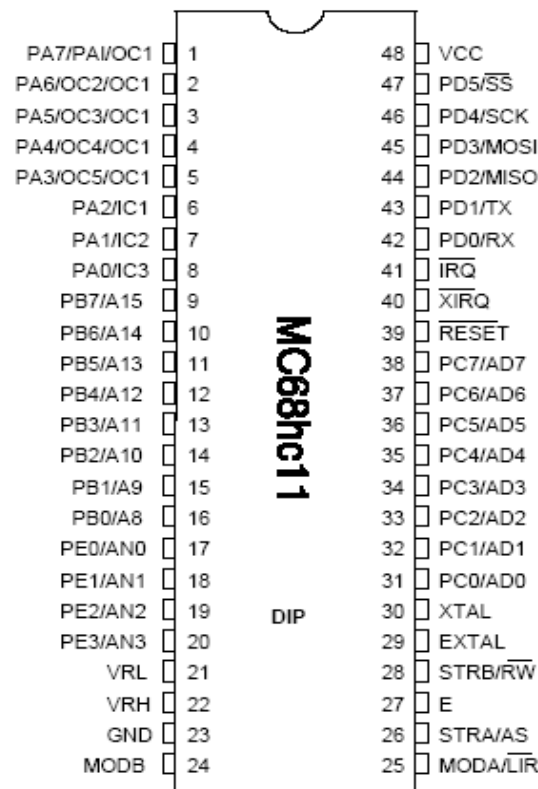 PA7/PAI/OC1 1 48 VCC
PA6/OC2/OC1 2 47 PD5/S̅S̅
PA5/OC3/OC1 3 46 PD4/SCK
PA4/OC4/OC1 4 45 PD3/MOSI
PA3/OC5/OC1 5 44 PD2/MISO
PA2/IC1 6 43 PD1/TX
PA1/IC2 7 42 PD0/RX
PA0/IC3 8 41 I̅R̅Q̅
PB7/A15 9 40 X̅I̅R̅Q̅
PB6/A14 10 39 R̅E̅S̅E̅T̅
PB5/A13 11 38 PC7/AD7
PB4/A12 12 37 PC6/AD6
PB3/A11 13 36 PC5/AD5
PB2/A10 14 35 PC4/AD4
PB1/A9 15 34 PC3/AD3
PB0/A8 16 33 PC2/AD2
PE0/AN0 17 32 PC1/AD1
PE1/AN1 18 31 PC0/AD0
PE2/AN2 19 30 XTAL
PE3/AN3 20 29 EXTAL
VRL 21 28 STRB/R̅W̅
VRH 22 27 E
GND 23 26 STRA/AS
MODB 24 25 MODA/L̅I̅R̅
MC68hc11
DIP